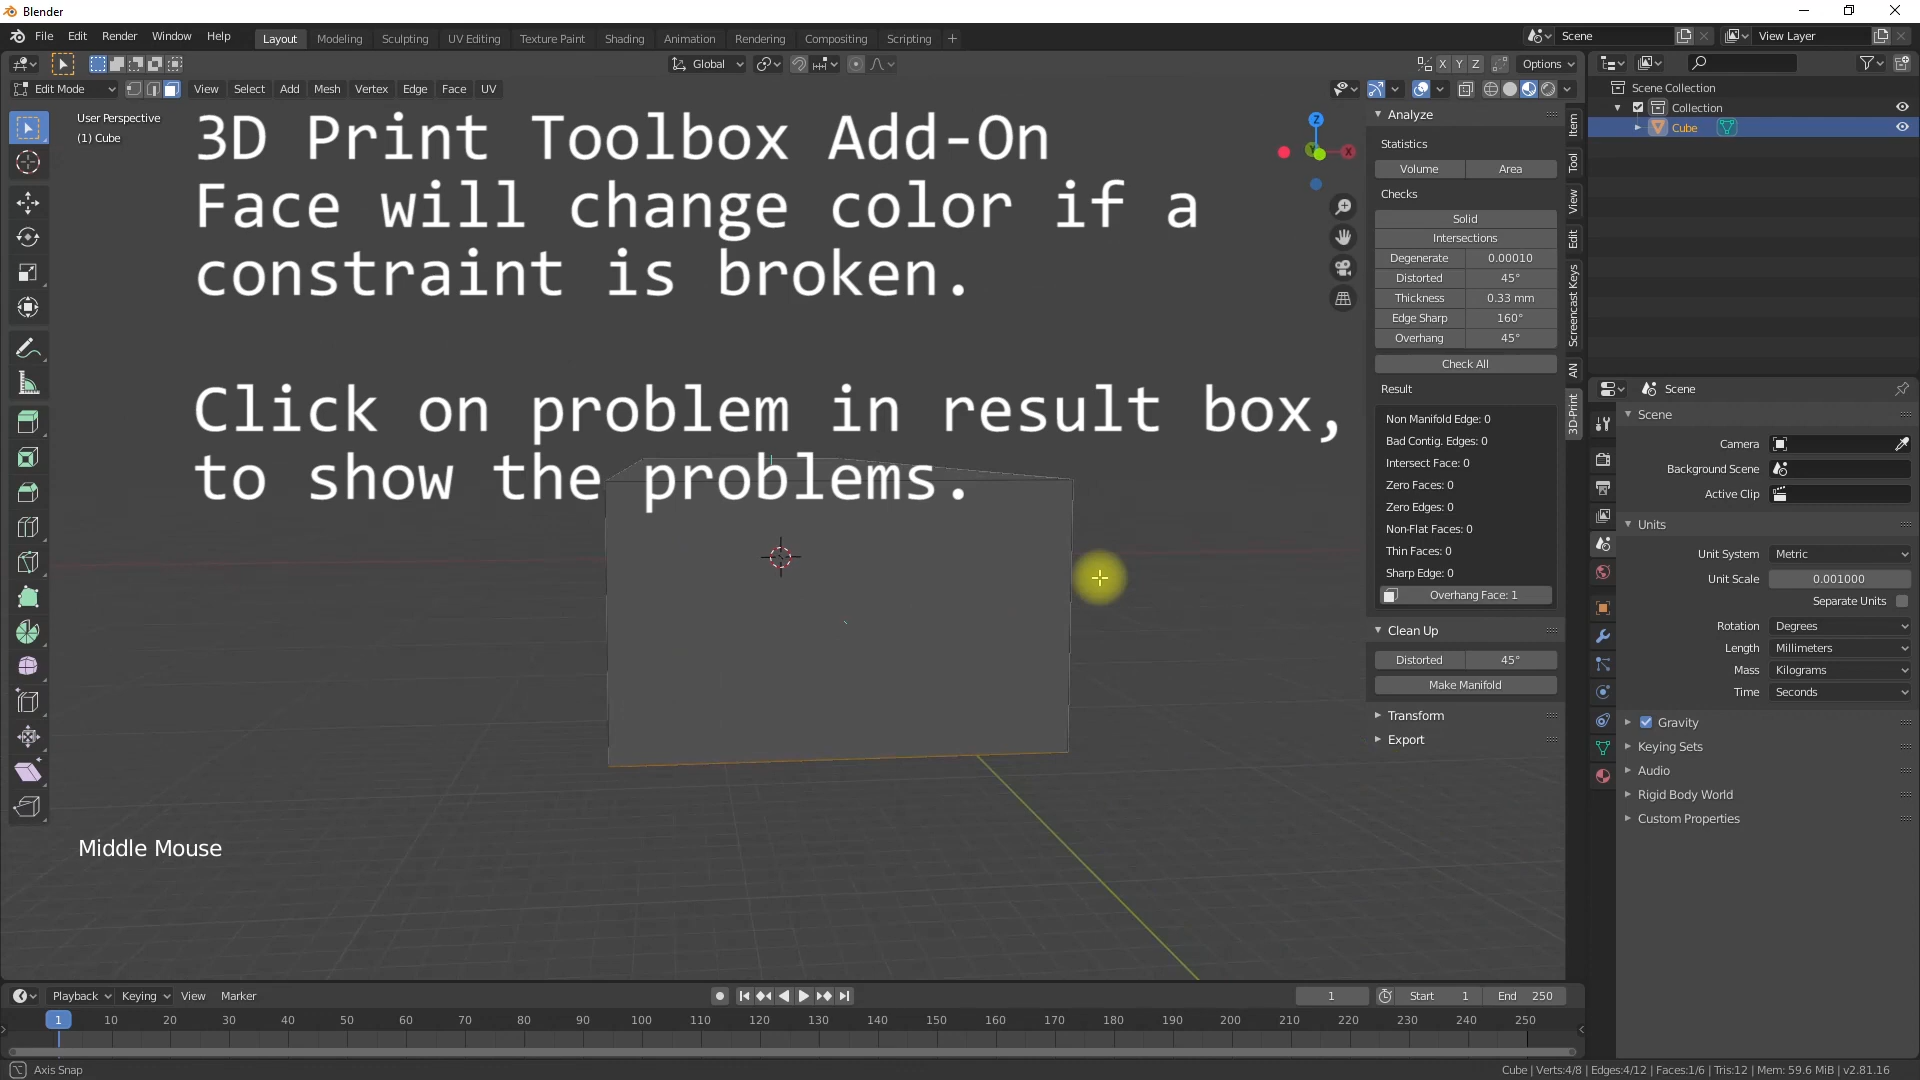 Blender
File Edit Render Window Help
Layout Modeling Sculpting UV Editing Texture Paint Shading Animation Rendering Compositing Scripting +
Scene
View Layer
Global
X Y Z
Options
Edit Mode View Select Add Mesh Vertex Edge Face UV
User Perspective
(1) Cube
3D Print Toolbox Add-On
Face will change color if a
constraint is broken.
Click on problem in result box,
to show the problems.
Z
X
Analyze
Statistics
Volume Area
Checks
Solid
Intersections
Degenerate 0.00010
Distorted 45°
Thickness 0.33 mm
Edge Sharp 160°
Overhang 45°
Check All
Result
Non Manifold Edge: 0
Bad Contig. Edges: 0
Intersect Face: 0
Zero Faces: 0
Zero Edges: 0
Non-Flat Faces: 0
Thin Faces: 0
Sharp Edge: 0
Overhang Face: 1
Clean Up
Distorted 45°
Make Manifold
Transform
Export
Item
Tool
View
Edit
Screencast Keys
AN
3D-Print
Scene Collection
Collection
Cube
Scene
Scene
Camera
Background Scene
Active Clip
Units
Unit System Metric
Unit Scale 0.001000
Separate Units
Rotation Degrees
Length Millimeters
Mass Kilograms
Time Seconds
Gravity
Keying Sets
Audio
Rigid Body World
Custom Properties
Middle Mouse
Playback Keying View Marker
1
Start 1
End 250
1 10 20 30 40 50 60 70 80 90 100 110 120 130 140 150 160 170 180 190 200 210 220 230 240 250
Axis Snap
Cube | Verts:4/8 | Edges:4/12 | Faces:1/6 | Tris:12 | Mem: 59.6 MiB | v2.81.16